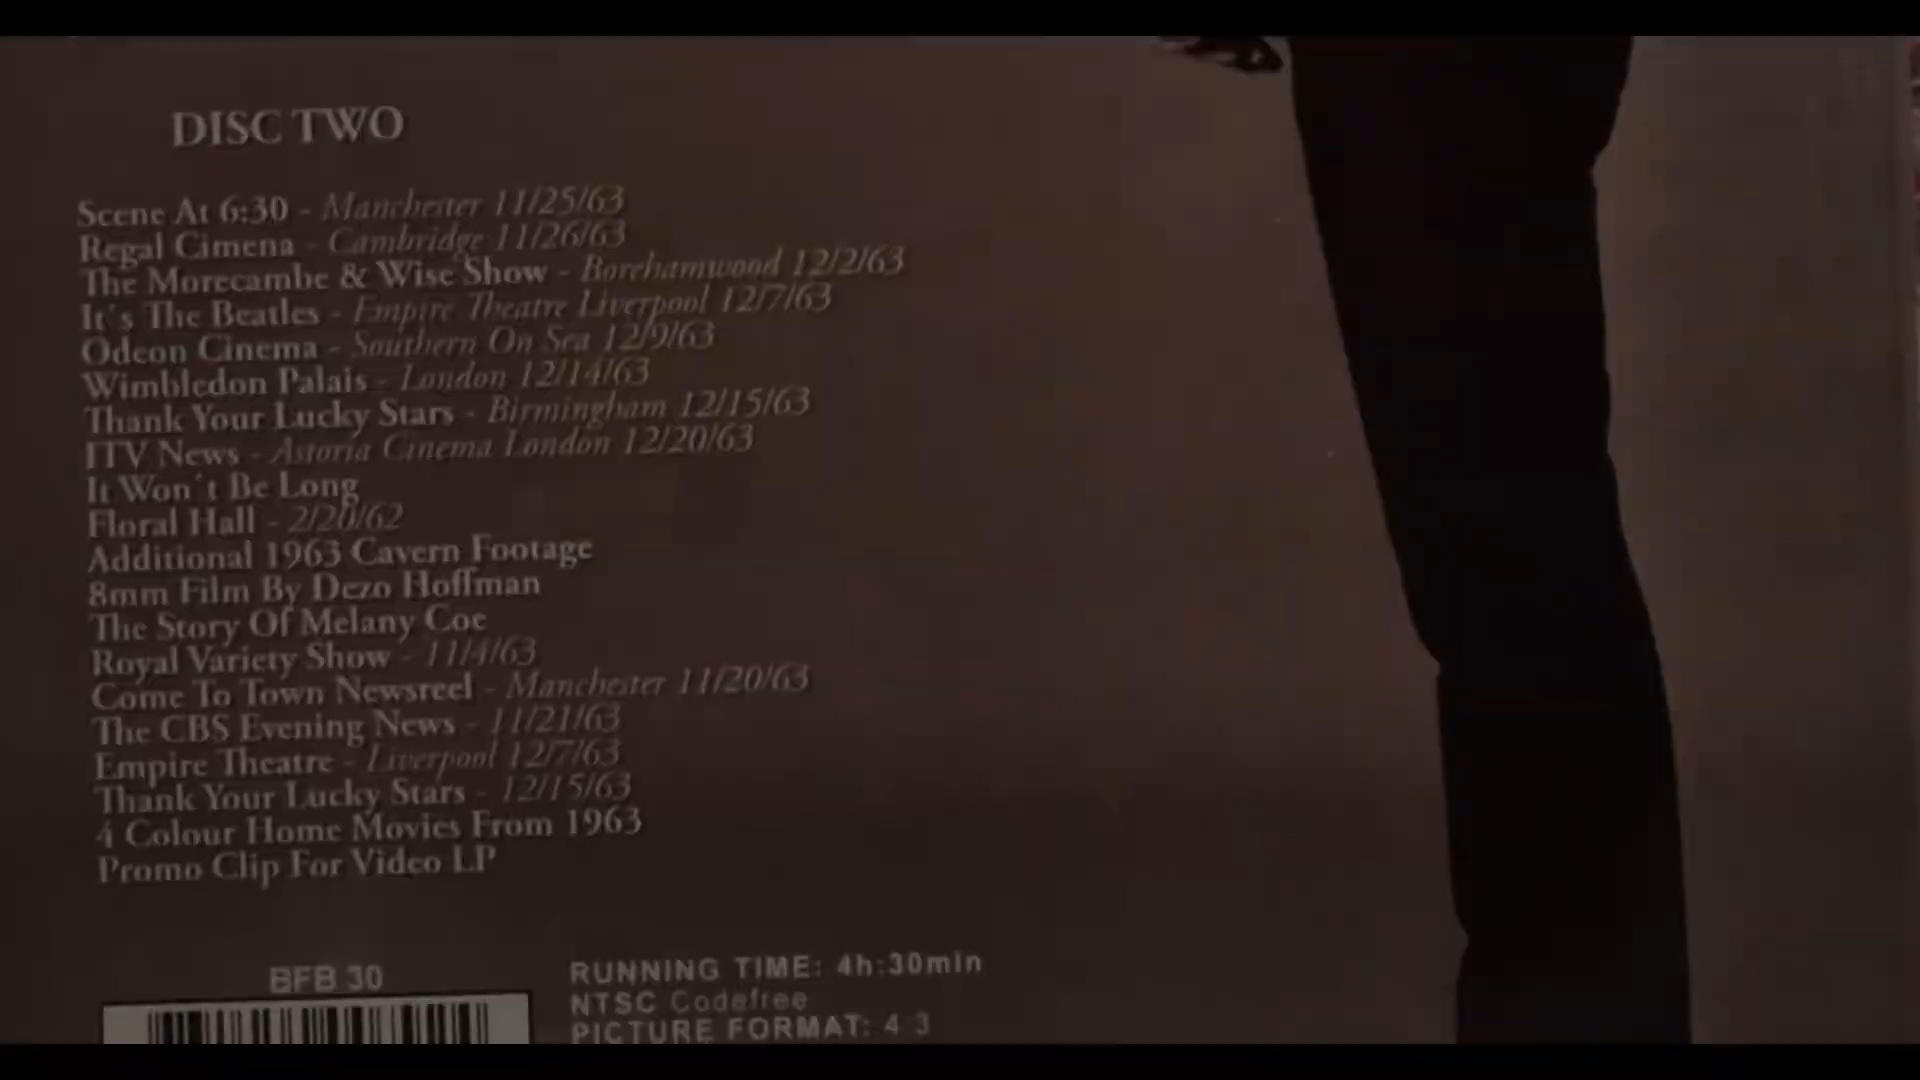 DISC TWO
Scene At 6:30 - Manchester 11/25/63
Regal Cimena - Cambridge 11/26/63
The Morecambe & Wise Show - Borehamwood 12/2/63
It's The Beatles - Empire Theatre Liverpool 12/7/63
Odeon Cinema - Southern On Sea 12/9/63
Wimbledon Palais - London 12/14/63
Thank Your Lucky Stars - Birmingham 12/15/63
ITV News - Astoria Cinema London 12/20/63
It Won´t Be Long
Floral Hall - 2/20/62
Additional 1963 Cavern Footage
8mm Film By Dezo Hoffman
The Story Of Melany Coe
Royal Variety Show - 11/4/63
Come To Town Newsreel - Manchester 11/20/63
The CBS Evening News - 11/21/63
Empire Theatre - Liverpool 12/7/63
Thank Your Lucky Stars - 12/15/63
4 Colour Home Movies From 1963
Promo Clip For Video LP
BFB 30
RUNNING TIME: 4h:30min
NTSC Codefree
PICTURE FORMAT: 4 3